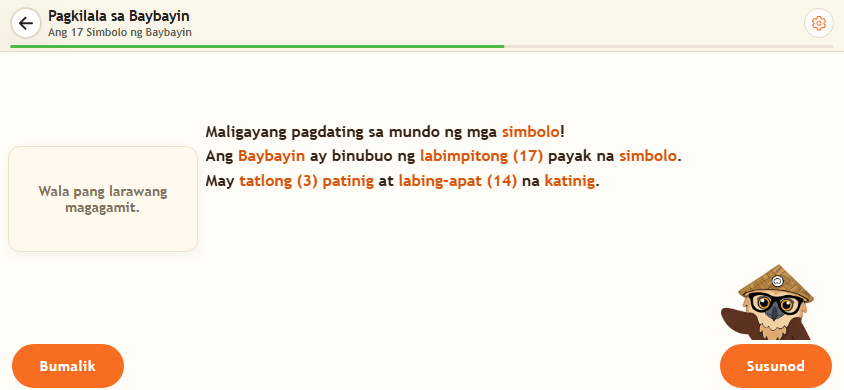 Pagkilala sa Baybayin
Ang 17 Simbolo ng Baybayin
Maligayang pagdating sa mundo ng mga simbolo!
Ang Baybayin ay binubuo ng labimpitong (17) payak na simbolo.
May tatlong (3) patinig at labing-apat (14) na katinig.
Wala pang larawang
magagamit.
Bumalik
Susunod